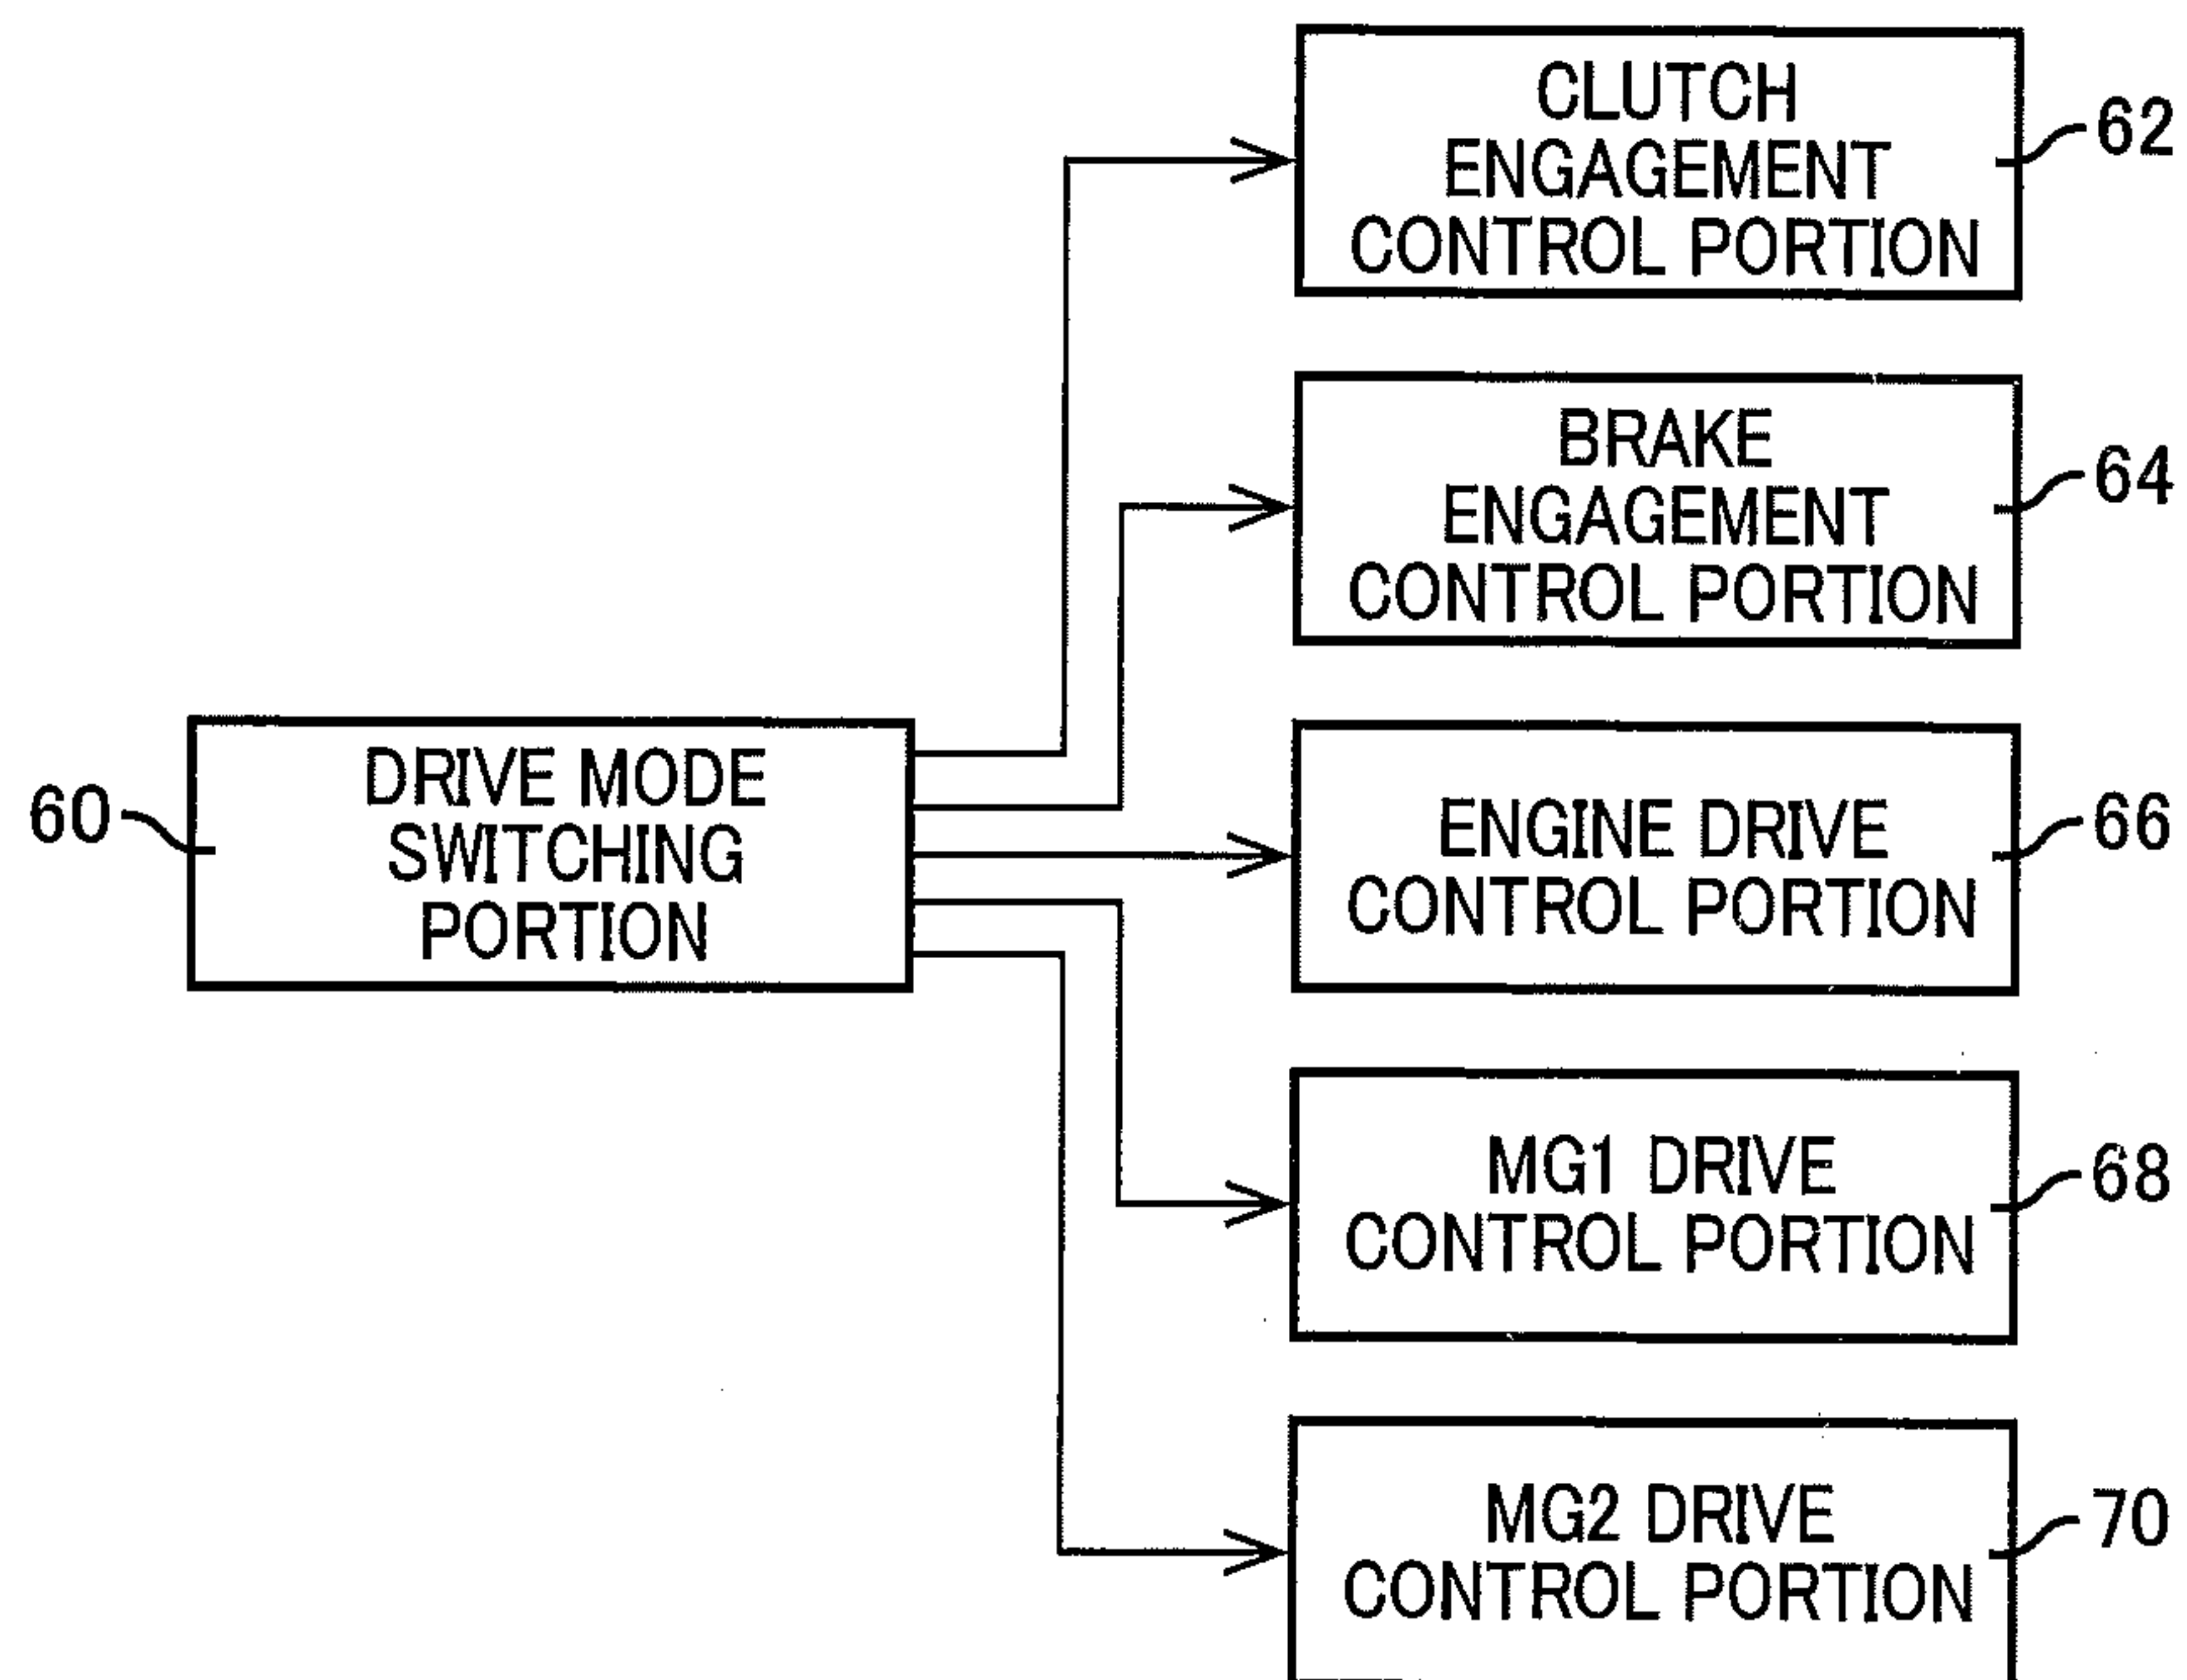 CLUTCH
ENGAGEMENT
CONTROL PORTION
62
BRAKE
ENGAGEMENT
CONTROL PORTION
64
DRIVE MODE
SWITCHING
PORTION
60
ENGINE DRIVE
CONTROL PORTION
66
MG1 DRIVE
CONTROL PORTION
68
MG2 DRIVE
CONTROL PORTION
70